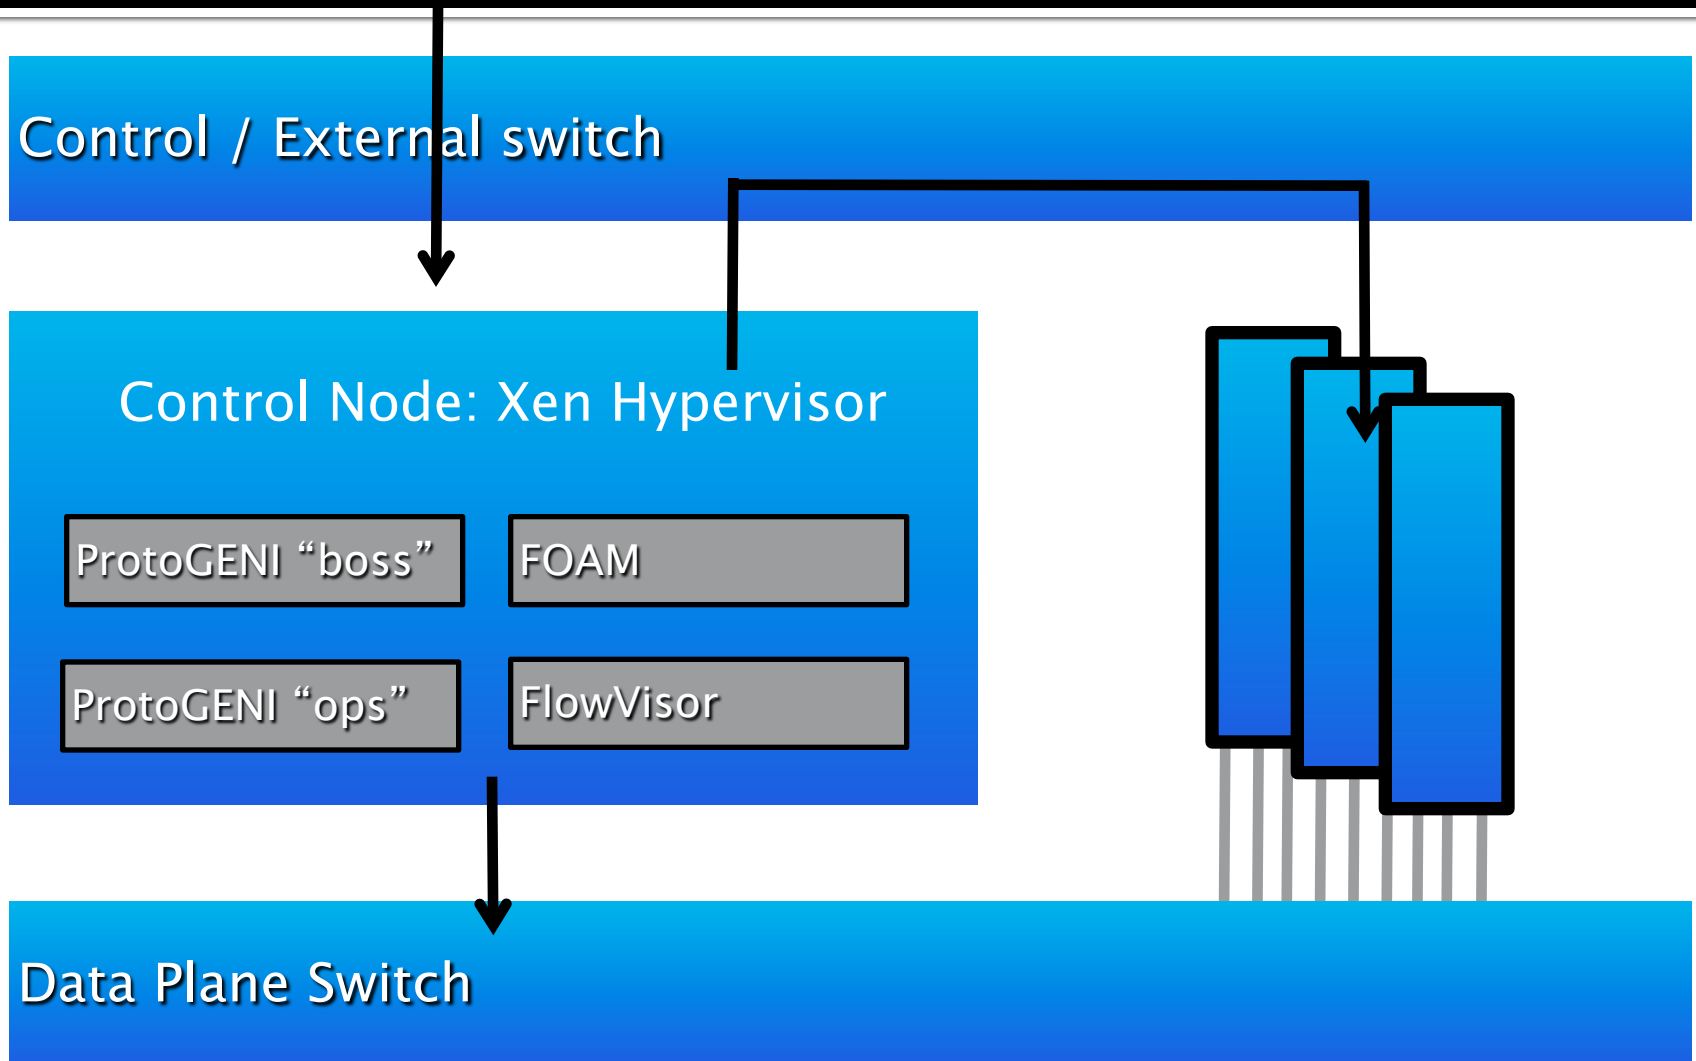 Control / External switch
Control Node: Xen Hypervisor
ProtoGENI “boss”
FOAM
ProtoGENI “ops”
FlowVisor
Data Plane Switch